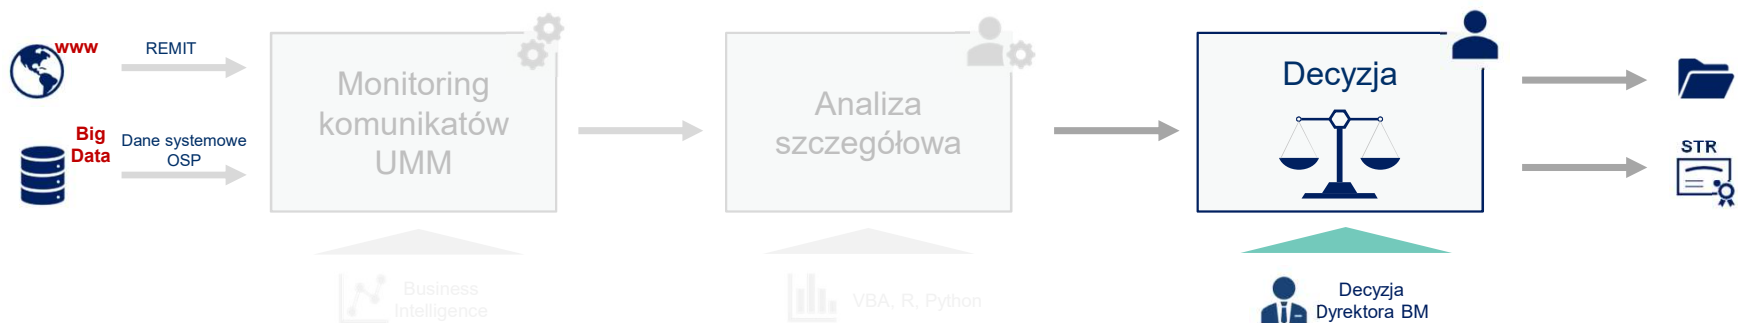 www
REMIT
Big
Data
Dane systemowe
OSP
Monitoring
komunikatów
UMM
Business
Intelligence
Analiza
szczegółowa
VBA, R, Python
Decyzja
Decyzja
Dyrektora BM
STR